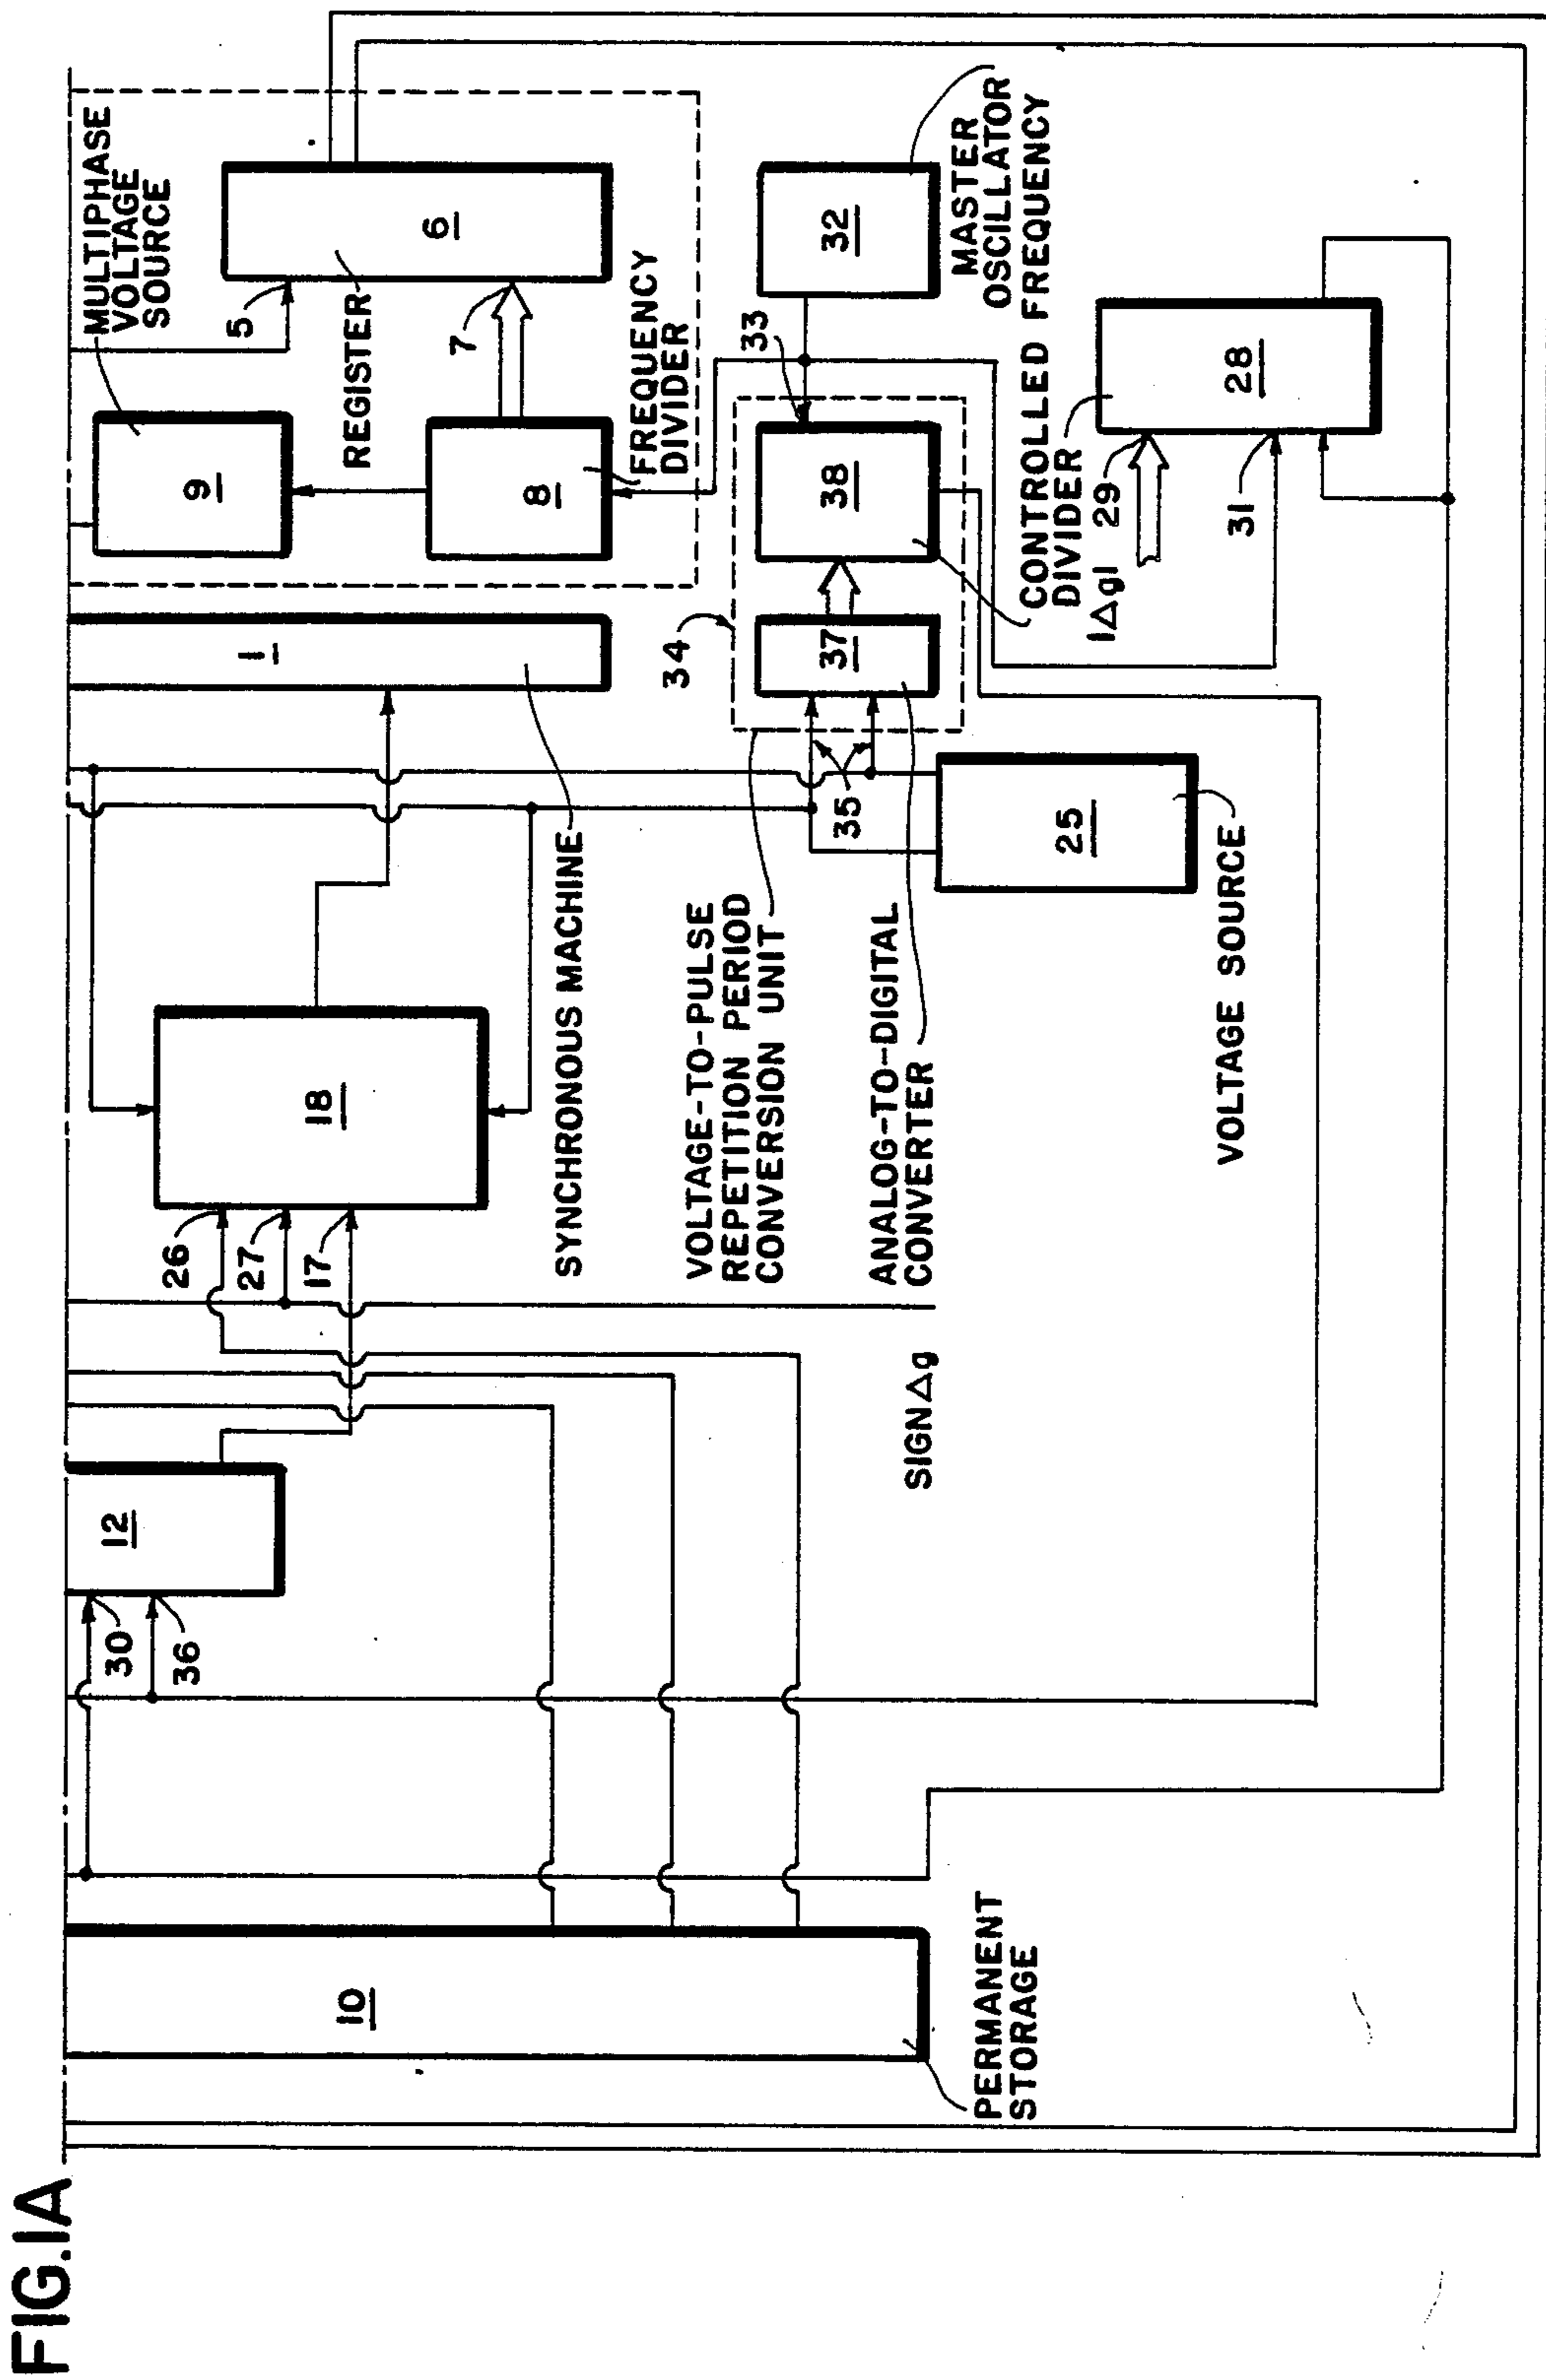 FIG.1A
10
PERMANENT
STORAGE
30
36
12
SIGN△g
26
27
17
18
SYNCHRONOUS MACHINE
1
VOLTAGE-TO-PULSE
REPETITION PERIOD
CONVERSION UNIT
ANALOG-TO-DIGITAL
CONVERTER
VOLTAGE SOURCE
25
35
34
37
38
33
MULTIPHASE
VOLTAGE
SOURCE
9
5
REGISTER
6
7
8
FREQUENCY
DIVIDER
32
MASTER
OSCILLATOR
CONTROLLED FREQUENCY
DIVIDER
|△g|
29
31
28